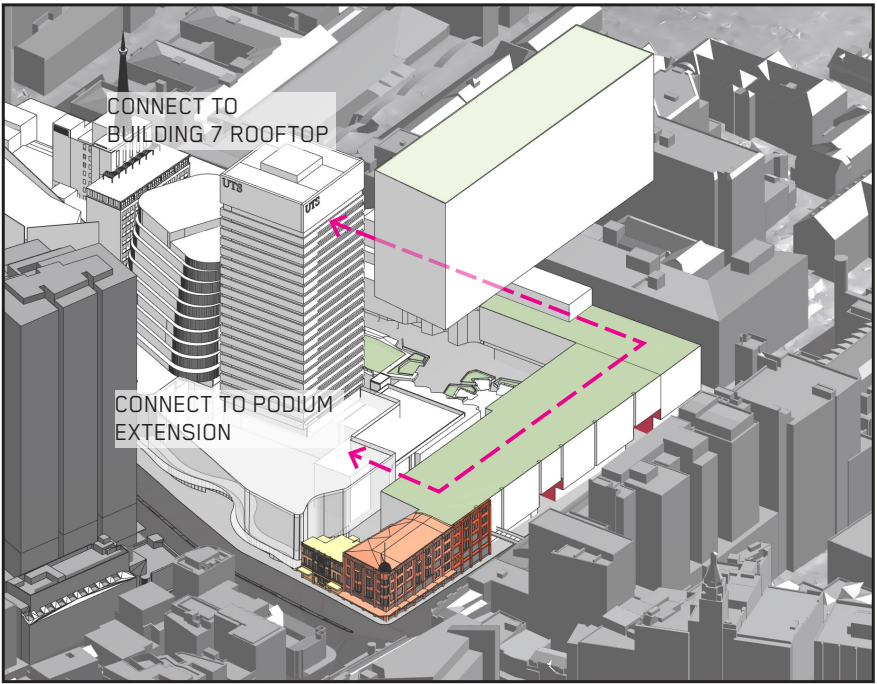 CONNECT TO
BUILDING 7 ROOFTOP
UTS
UTS
CONNECT TO PODIUM
EXTENSION